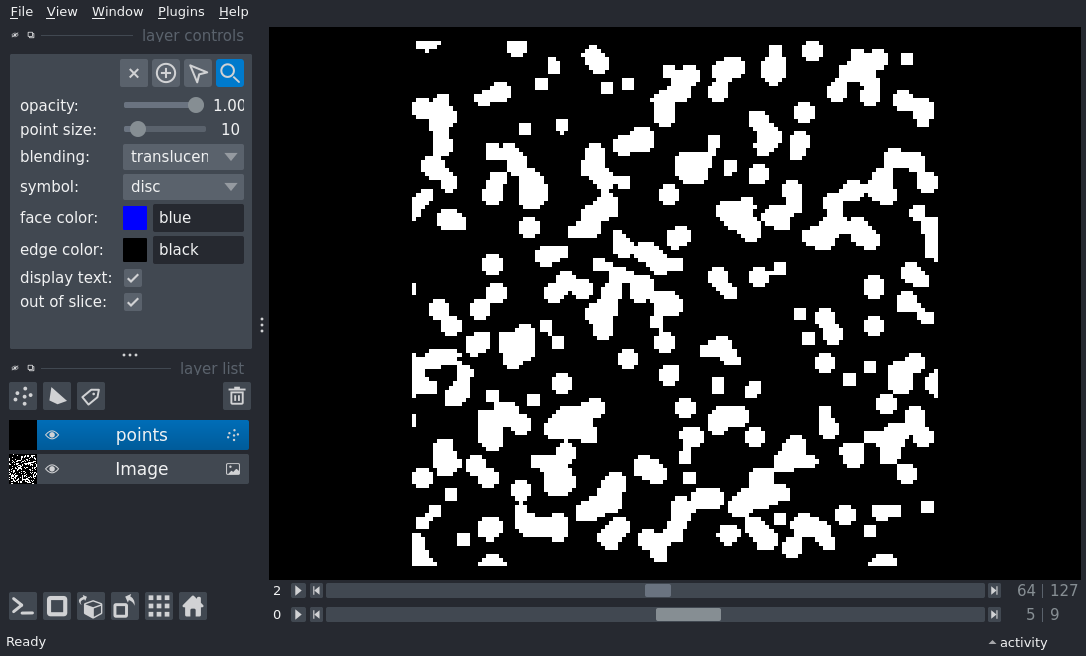 File View Window Plugins Help
layer controls
opacity: 1.00
point size: 10
blending: translucen
symbol: disc
face color: blue
edge color: black
display text:
out of slice:
layer list
points
Image
2 64 | 127
0 5 | 9
Ready activity